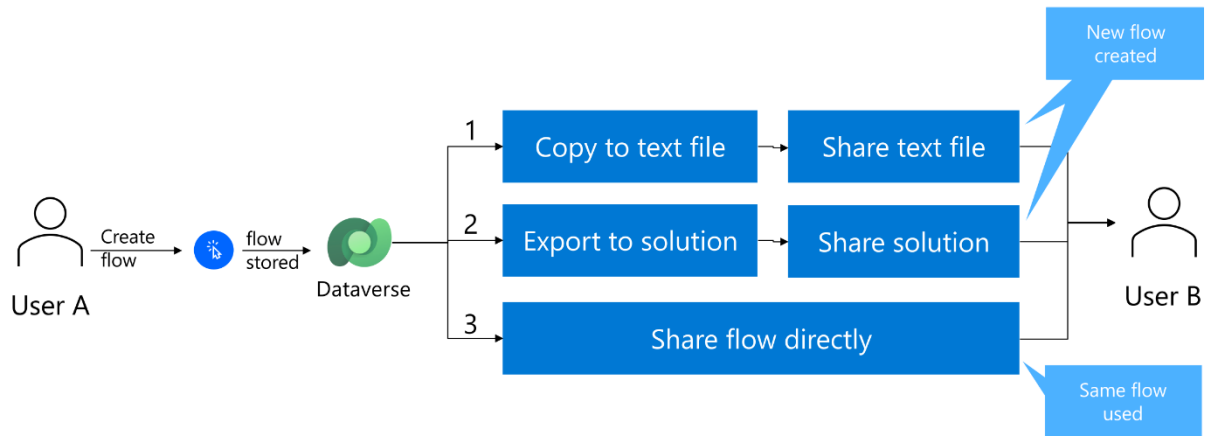 New flow
created
1
Copy to text file
Share text file
Create
flow
flow
stored
2
Export to solution
Share solution
Dataverse
User A
User B
3
Share flow directly
Same flow
used